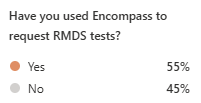 Have you used Encompass to
request RMDS tests?
Yes 55%
No 45%